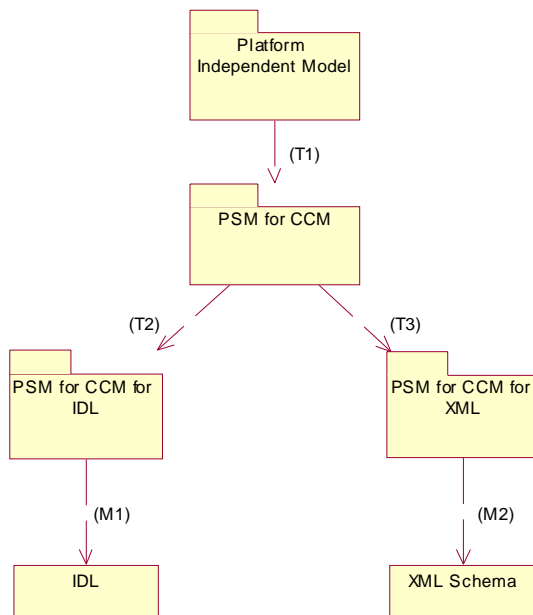 Platform
Independent Model
(T1)
PSM for CCM
(T2)
(T3)
PSM for CCM for
IDL
PSM for CCM for
XML
(M1)
(M2)
IDL
XML Schema